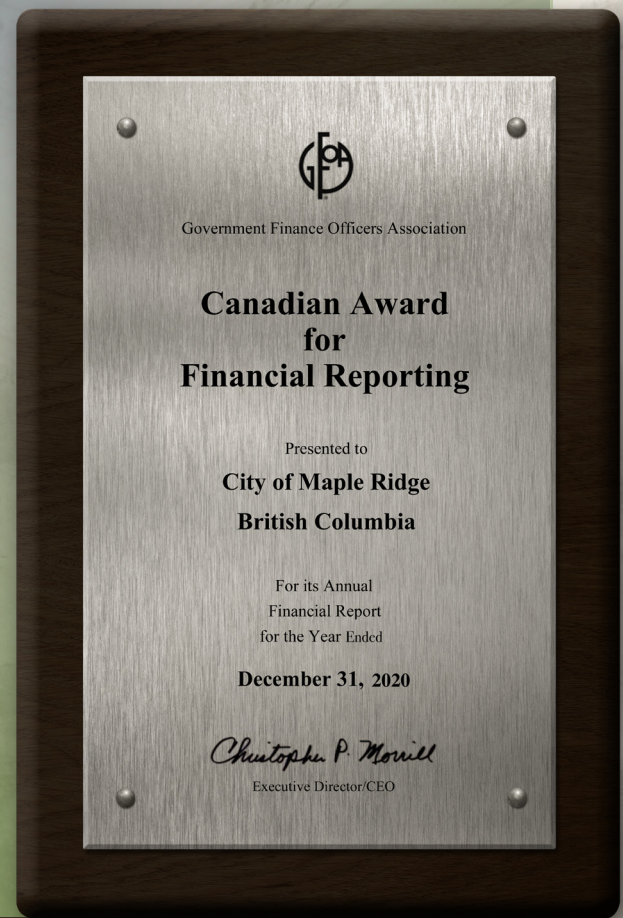 GFOA
Government Finance Officers Association
Canadian Award
for
Financial Reporting
Presented to
City of Maple Ridge
British Columbia
For its Annual
Financial Report
for the Year Ended
December 31, 2020
Christopher P. Morrill
Executive Director/CEO